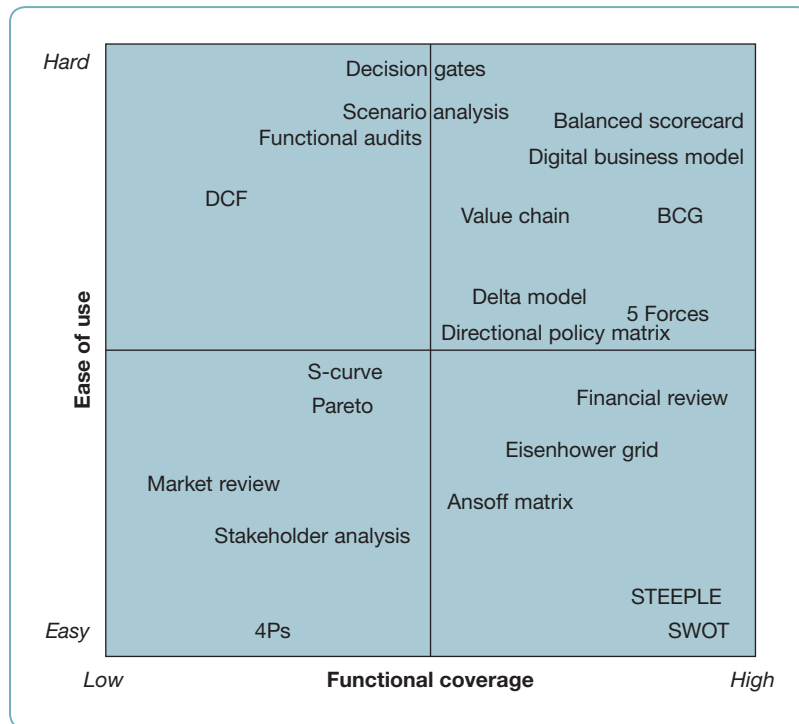 Hard
Decision gates
Scenario analysis
Balanced scorecard
Functional audits
Digital business model
DCF
Value chain
BCG
Delta model
5 Forces
Directional policy matrix
Ease of use
S-curve
Financial review
Pareto
Eisenhower grid
Market review
Ansoff matrix
Stakeholder analysis
STEEPLE
Easy
4Ps
SWOT
Low
Functional coverage
High